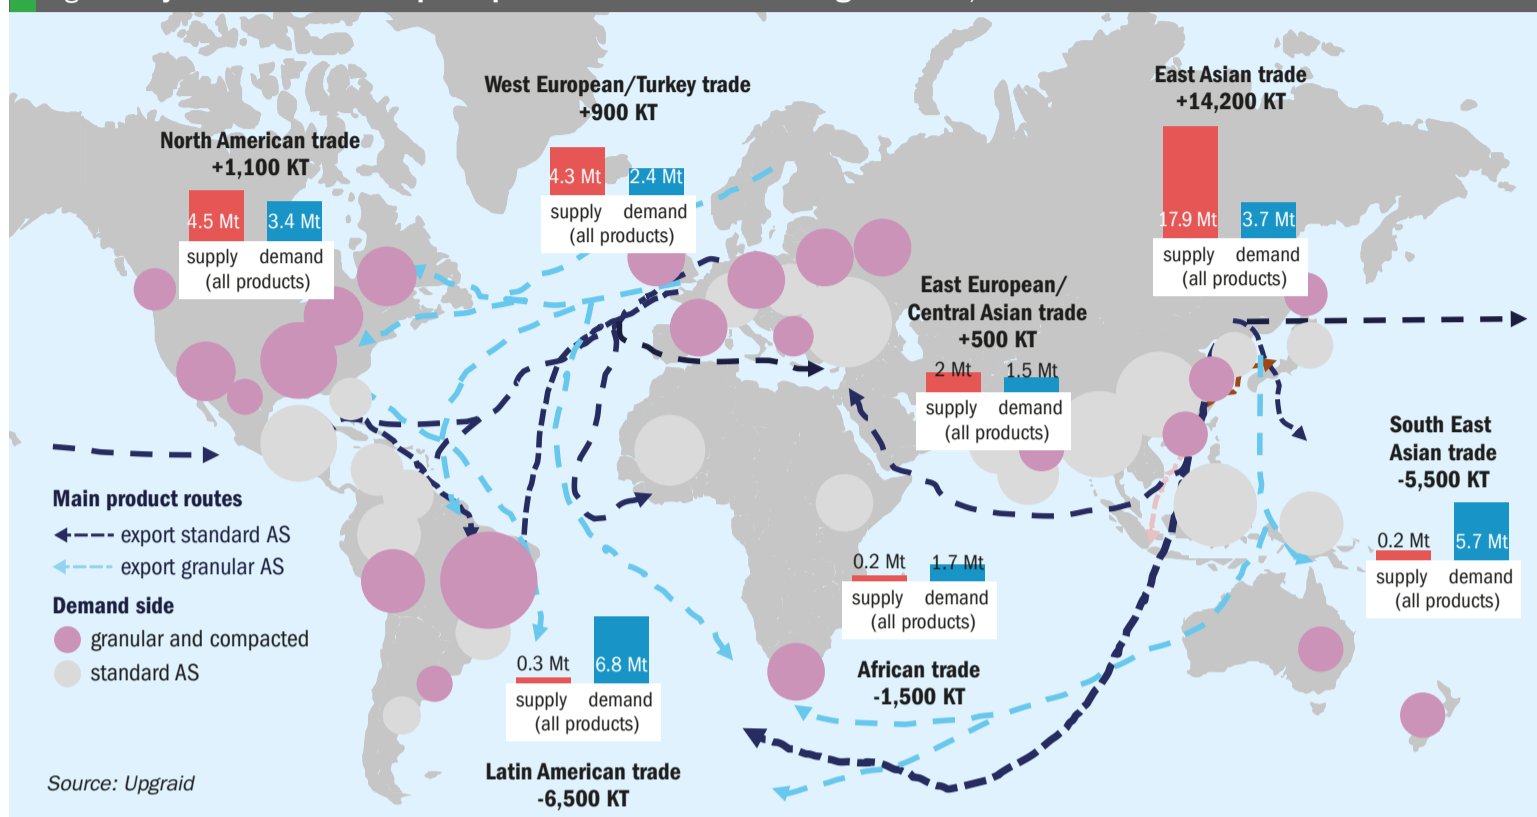 West European/Turkey trade
+900 KT
4.3 Mt
2.4 Mt
supply demand
(all products)
East Asian trade
+14,200 KT
17.9 Mt
3.7 Mt
supply demand
(all products)
North American trade
+1,100 KT
4.5 Mt
3.4 Mt
supply demand
(all products)
East European/
Central Asian trade
+500 KT
2 Mt
1.5 Mt
supply demand
(all products)
South East
Asian trade
-5,500 KT
0.2 Mt
5.7 Mt
supply demand
(all products)
Main product routes
export standard AS
export granular AS
Demand side
granular and compacted
standard AS
0.2 Mt
1.7 Mt
supply demand
(all products)
African trade
-1,500 KT
0.3 Mt
6.8 Mt
supply demand
(all products)
Latin American trade
-6,500 KT
Source: Upgraid